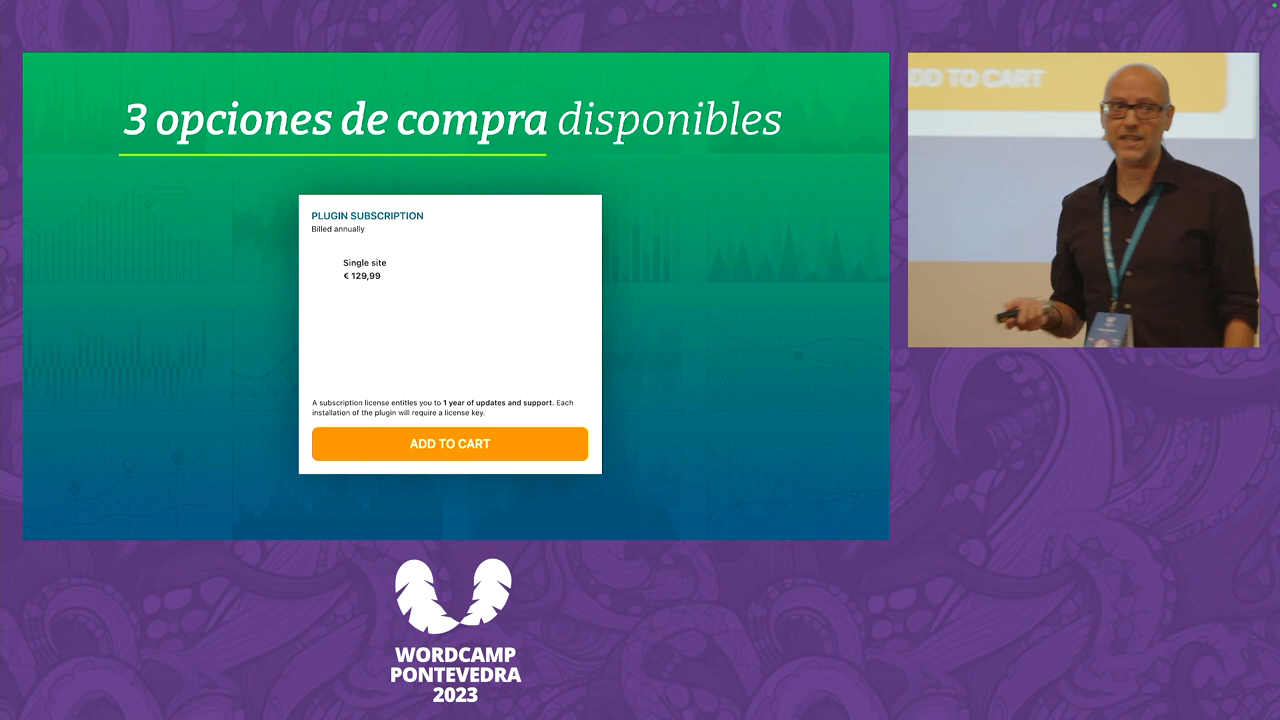 3 opciones de compra disponibles
PLUGIN SUBSCRIPTION
Billed annually
Single site
€ 129,99
A subscription license entitles you to 1 year of updates and support. Each
installation of the plugin will require a license key.
ADD TO CART
DD TO CART
WORDCAMP
PONTEVEDRA
2023